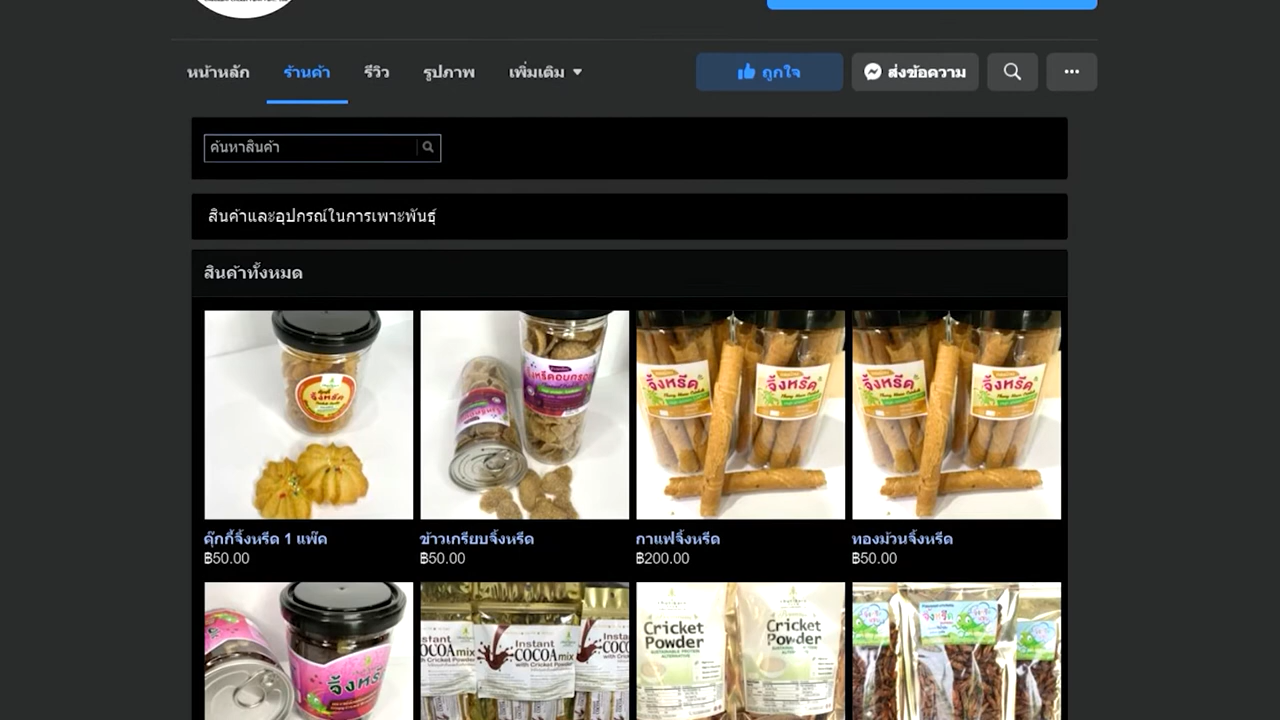 หน้าหลัก
ร้านค้า
รีวิว
รูปภาพ
เพิ่มเติม
ถูกใจ
ส่งข้อความ
ค้นหาสินค้า
สินค้าและอุปกรณ์ในการเพาะพันธุ์
สินค้าทั้งหมด
จิ้งหรีด
จิ้งหรีด
จิ้งหรีด
จิ้งหรีด
จิ้งหรีด
คุ๊กกี้จิ้งหรีด 1 แพ๊ค
฿50.00
ข้าวเกรียบจิ้งหรีด
฿50.00
กาแฟจิ้งหรีด
฿200.00
ทองม้วนจิ้งหรีด
฿50.00
Instant
COCOA mix
with Cricket Powder
Cricket
Powder
Cricket
Powder